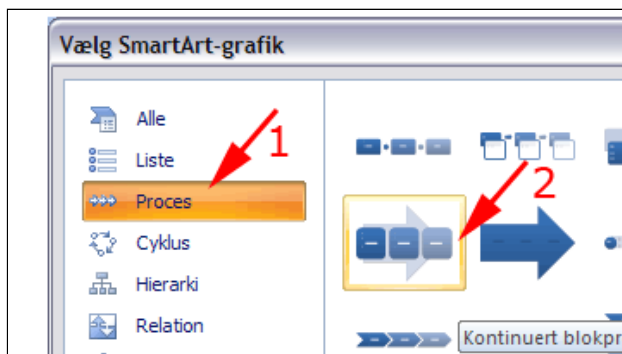 Vælg SmartArt-grafik
Alle
Liste
Proces
Cyklus
Hierarki
Relation
1
2
Kontinuert blokpr